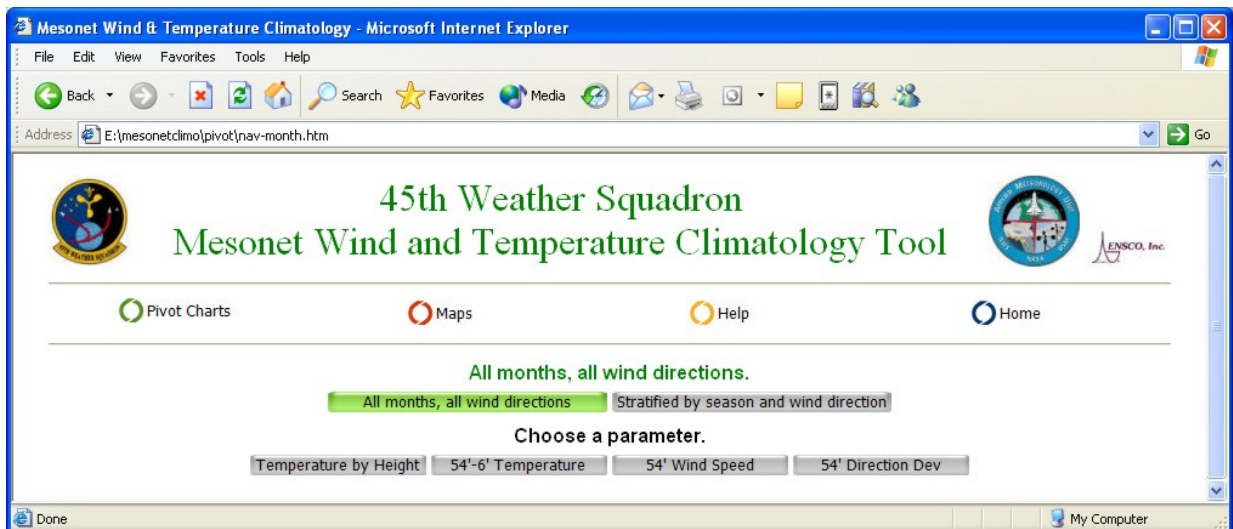 Mesonet Wind & Temperature Climatology - Microsoft Internet Explorer
File Edit View Favorites Tools Help
Back Search Favorites Media
Address E:\mesonetclimo\pivot\nav-month.htm Go
45th Weather Squadron
Mesonet Wind and Temperature Climatology Tool
ENSCO, Inc.
Pivot Charts Maps Help Home
All months, all wind directions.
All months, all wind directions Stratified by season and wind direction
Choose a parameter.
Temperature by Height 54'-6' Temperature 54' Wind Speed 54' Direction Dev
Done My Computer